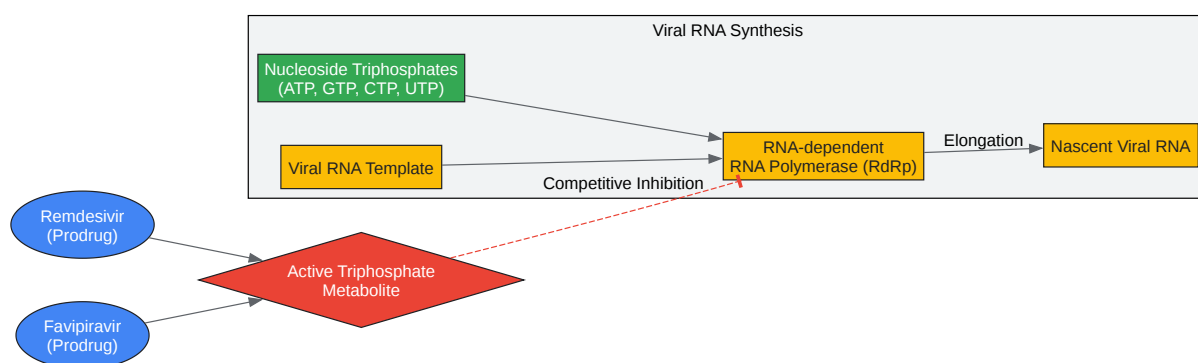 Viral RNA Synthesis
Nucleoside Triphosphates
(ATP, GTP, CTP, UTP)
Viral RNA Template
RNA-dependent
RNA Polymerase (RdRp)
Elongation
Nascent Viral RNA
Competitive Inhibition
Remdesivir
(Prodrug)
Active Triphosphate
Metabolite
Favipiravir
(Prodrug)